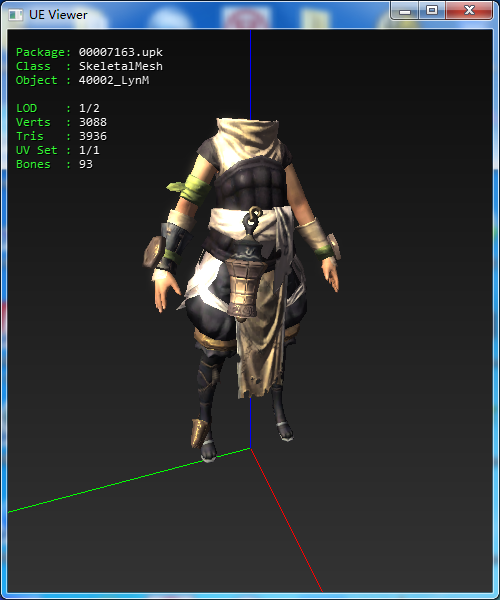 UE Viewer
Package: 00007163.upk
Class : SkeletalMesh
Object : 40002_LynM
LOD : 1/2
Verts : 3088
Tris : 3936
UV Set : 1/1
Bones : 93